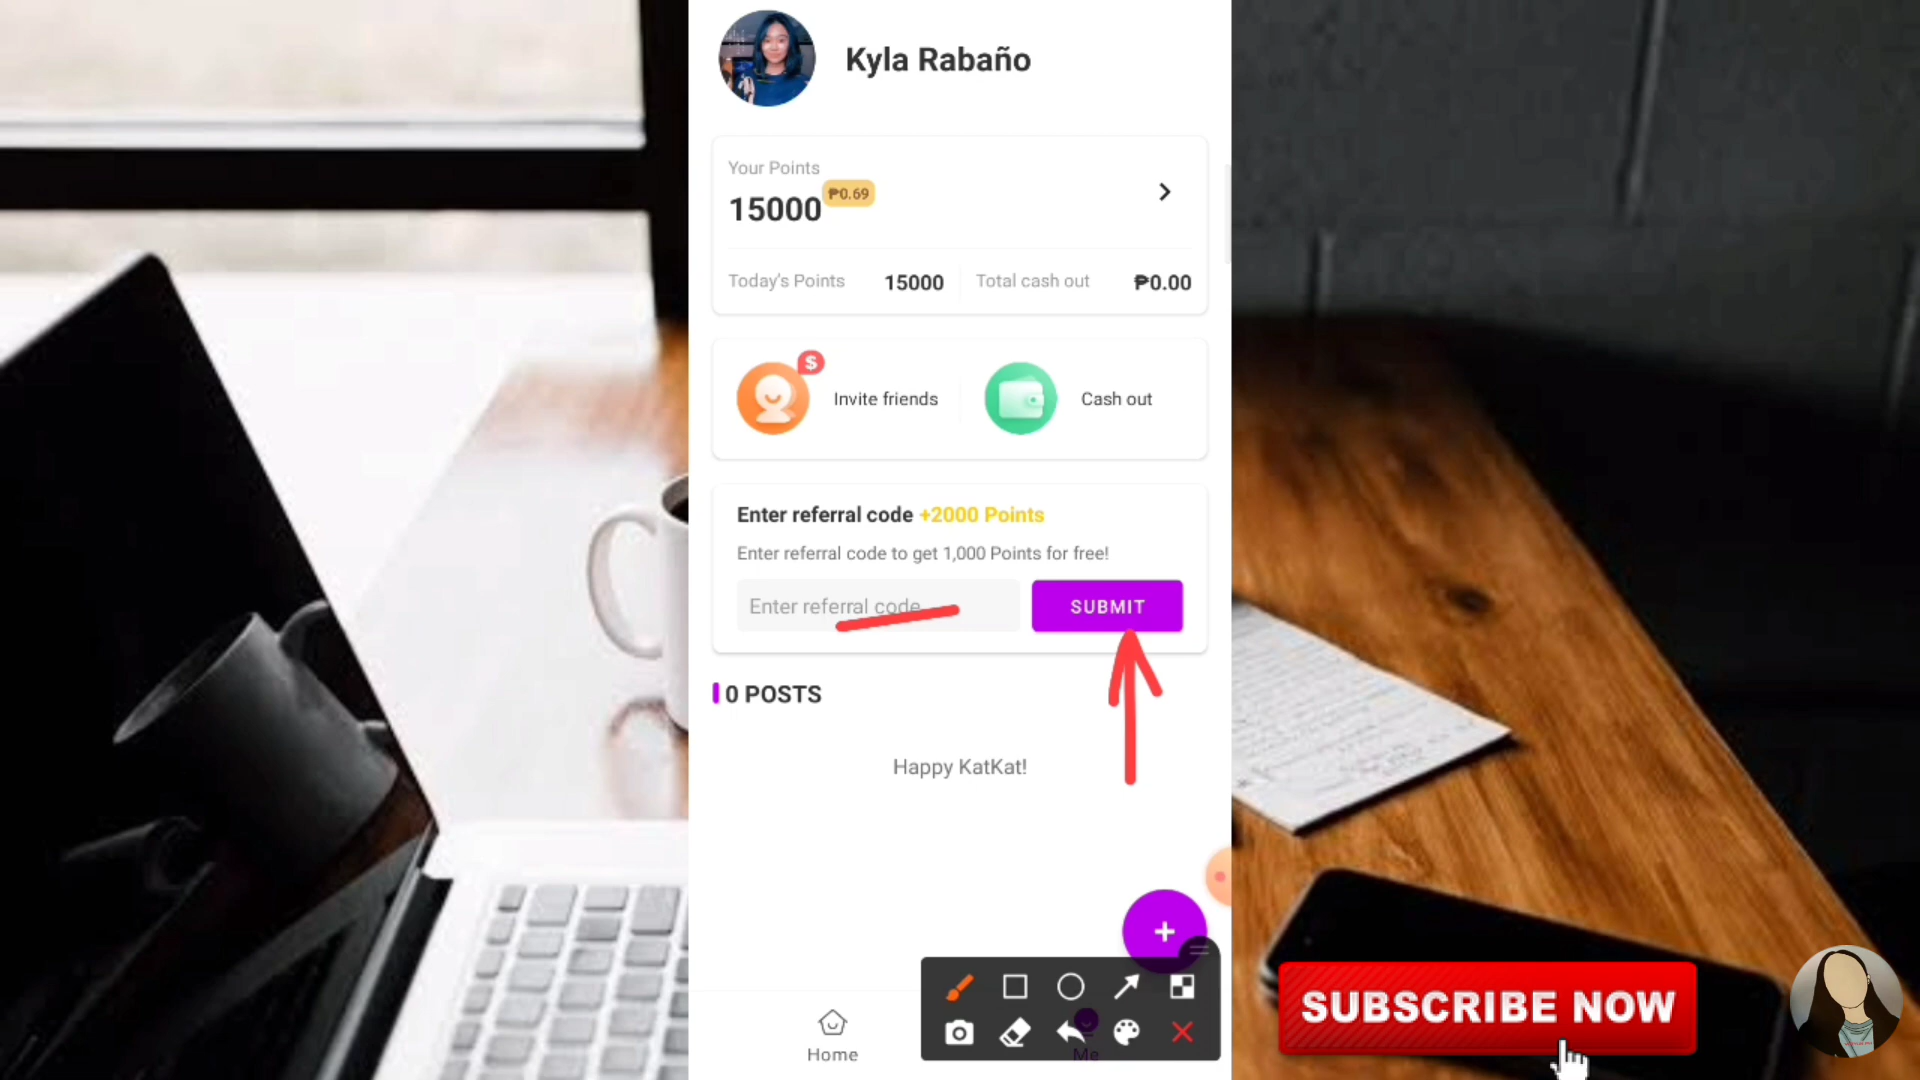 Kyla Rabaño
Your Points
15000 ₱0.69
Today's Points 15000 Total cash out ₱0.00
Invite friends Cash out
Enter referral code +2000 Points
Enter referral code to get 1,000 Points for free!
Enter referral code SUBMIT
0 POSTS
Happy KatKat!
Home Me
SUBSCRIBE NOW